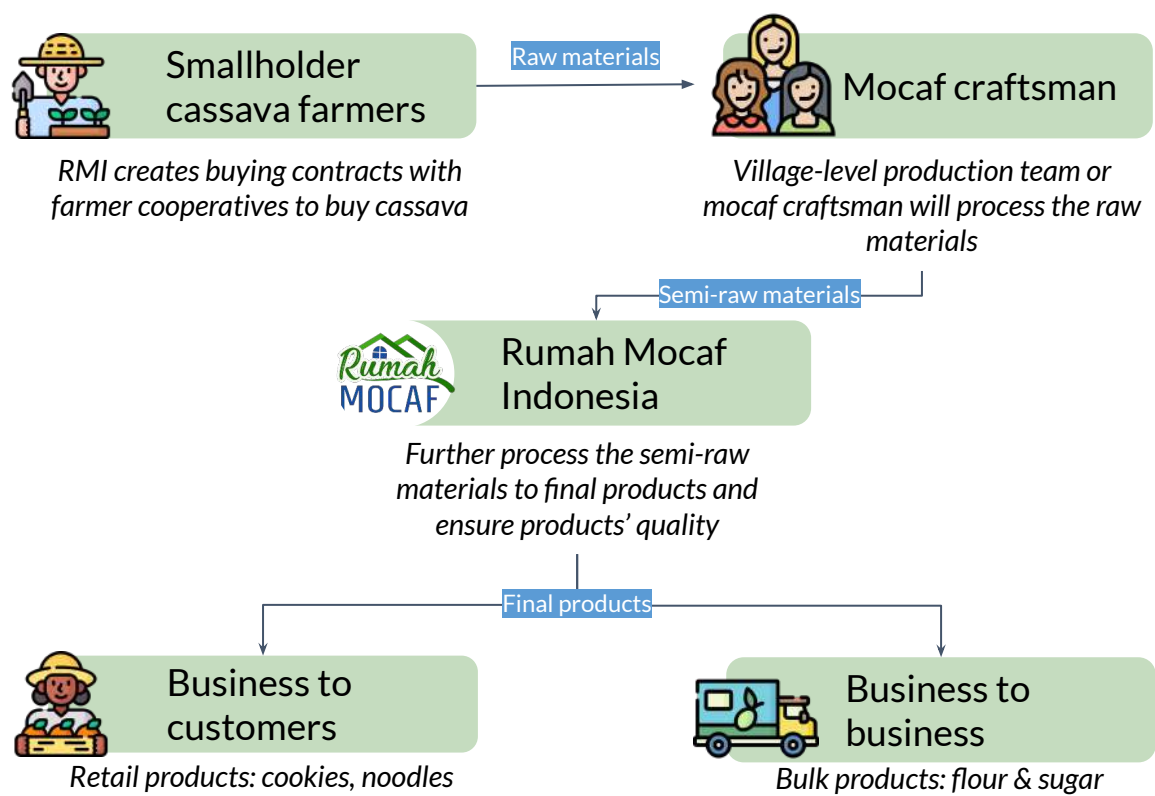 Smallholder
cassava farmers
Raw materials
Mocaf craftsman
RMI creates buying contracts with
farmer cooperatives to buy cassava
Village-level production team or
mocaf craftsman will process the raw
materials
Semi-raw materials
Rumah
MOCAF
Rumah Mocaf
Indonesia
Further process the semi-raw
materials to final products and
ensure products’ quality
Final products
Business to
customers
Retail products: cookies, noodles
Business to
business
Bulk products: flour & sugar